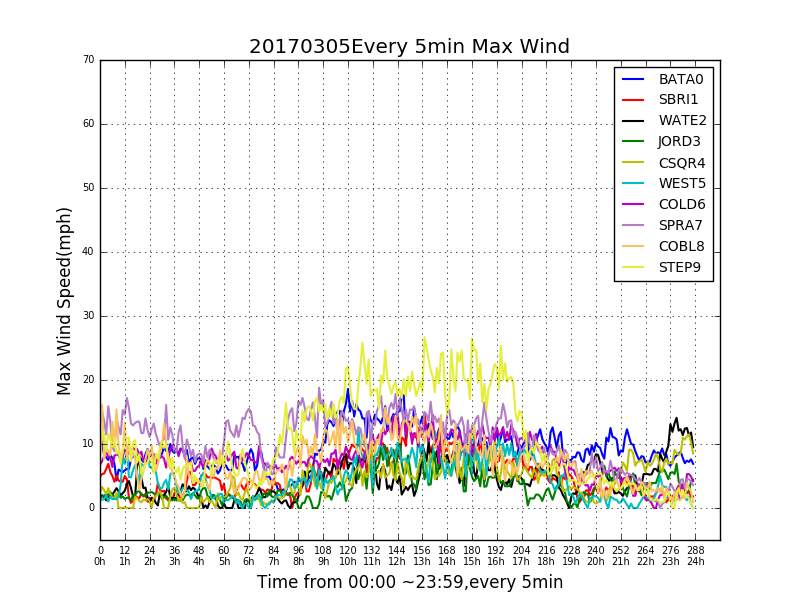 20170305Every 5min Max Wind
70
60
50
40
30
20
10
0
Max Wind Speed(mph)
BATA0
SBRI1
WATE2
JORD3
CSQR4
WEST5
COLD6
SPRA7
COBL8
STEP9
0 12 24 36 48 60 72 84 96 108 120 132 144 156 168 180 192 204 216 228 240 252 264 276 288
0h 1h 2h 3h 4h 5h 6h 7h 8h 9h 10h 11h 12h 13h 14h 15h 16h 17h 18h 19h 20h 21h 22h 23h 24h
Time from 00:00 ~23:59,every 5min